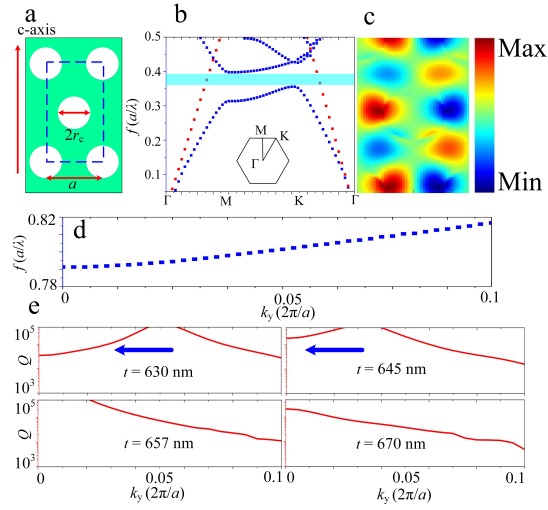 a
c-axis
2r_c
a
b
f(a/λ)
0.5
0.4
0.3
0.2
0.1
M
K
Γ
Γ
M
K
Γ
c
Max
Min
d
f(a/λ)
0.82
0.78
0
0.05
0.1
k_y (2π/a)
e
Q
10^5
10^3
t = 630 nm
t = 645 nm
Q
10^5
10^3
t = 657 nm
t = 670 nm
0
0.05
0.1
0
0.05
0.1
k_y (2π/a)
k_y (2π/a)